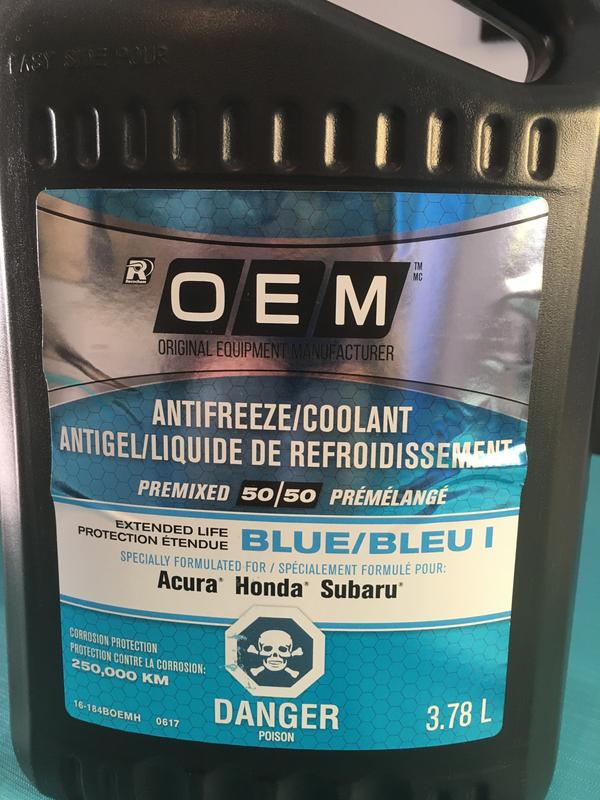 EASY SIDE POUR
R
Recochem
OEM
TM
MC
ORIGINAL EQUIPMENT MANUFACTURER
ANTIFREEZE/COOLANT
ANTIGEL/LIQUIDE DE REFROIDISSEMENT
PREMIXED 50/50 PRÉMÉLANGÉ
EXTENDED LIFE
PROTECTION ÉTENDUE
BLUE/BLEU I
SPECIALLY FORMULATED FOR / SPÉCIALEMENT FORMULÉ POUR:
Acura® Honda® Subaru®
CORROSION PROTECTION
PROTECTION CONTRE LA CORROSION:
250,000 KM
16-184BOEMH 0617
DANGER
POISON
3.78 L